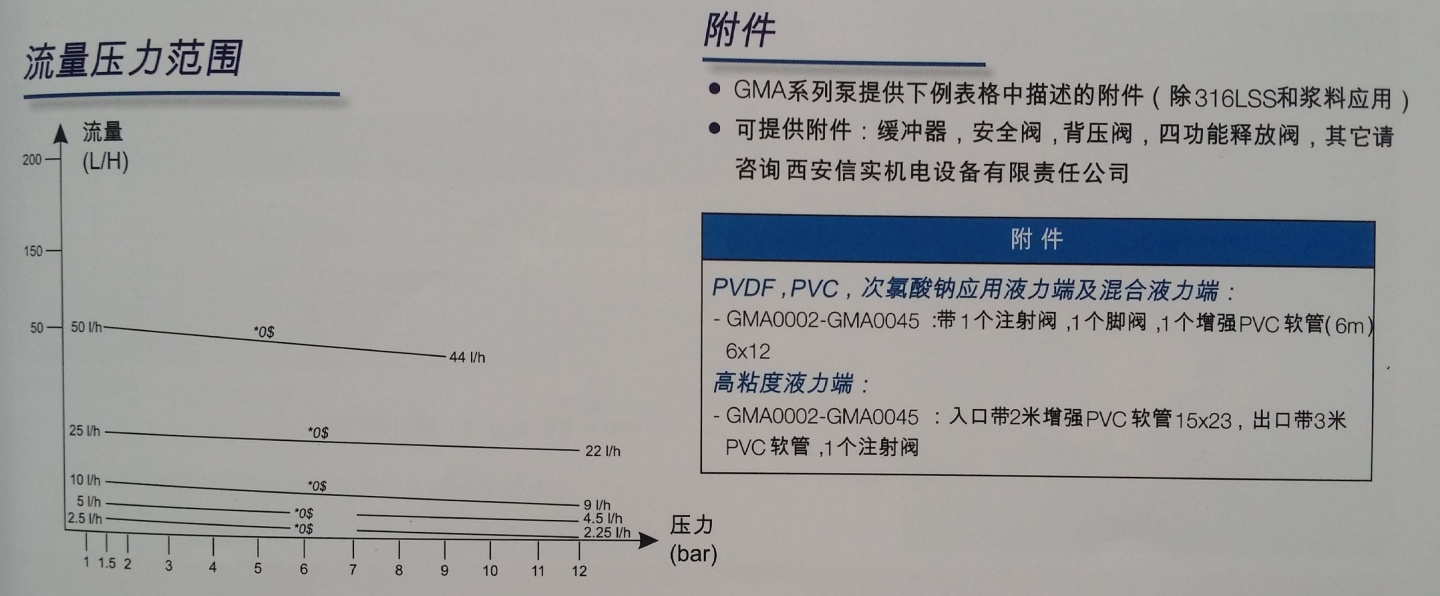 流量压力范围
流量
(L/H)
200
150
50
50 l/h
*0$
44 l/h
25 l/h
*0$
22 l/h
10 l/h
*0$
9 l/h
5 l/h
*0$
4.5 l/h
2.5 l/h
*0$
2.25 l/h
压力
(bar)
1 1.5 2 3 4 5 6 7 8 9 10 11 12
附件
● GMA系列泵提供下例表格中描述的附件（除316LSS和浆料应用）
● 可提供附件：缓冲器，安全阀，背压阀，四功能释放阀，其它请
咨询西安信实机电设备有限责任公司
附件
PVDF，PVC，次氯酸钠应用液力端及混合液力端：
- GMA0002-GMA0045 :带1个注射阀,1个脚阀,1个增强PVC软管(6m)
6x12
高粘度液力端：
- GMA0002-GMA0045 ：入口带2米增强PVC软管15x23，出口带3米
PVC软管,1个注射阀